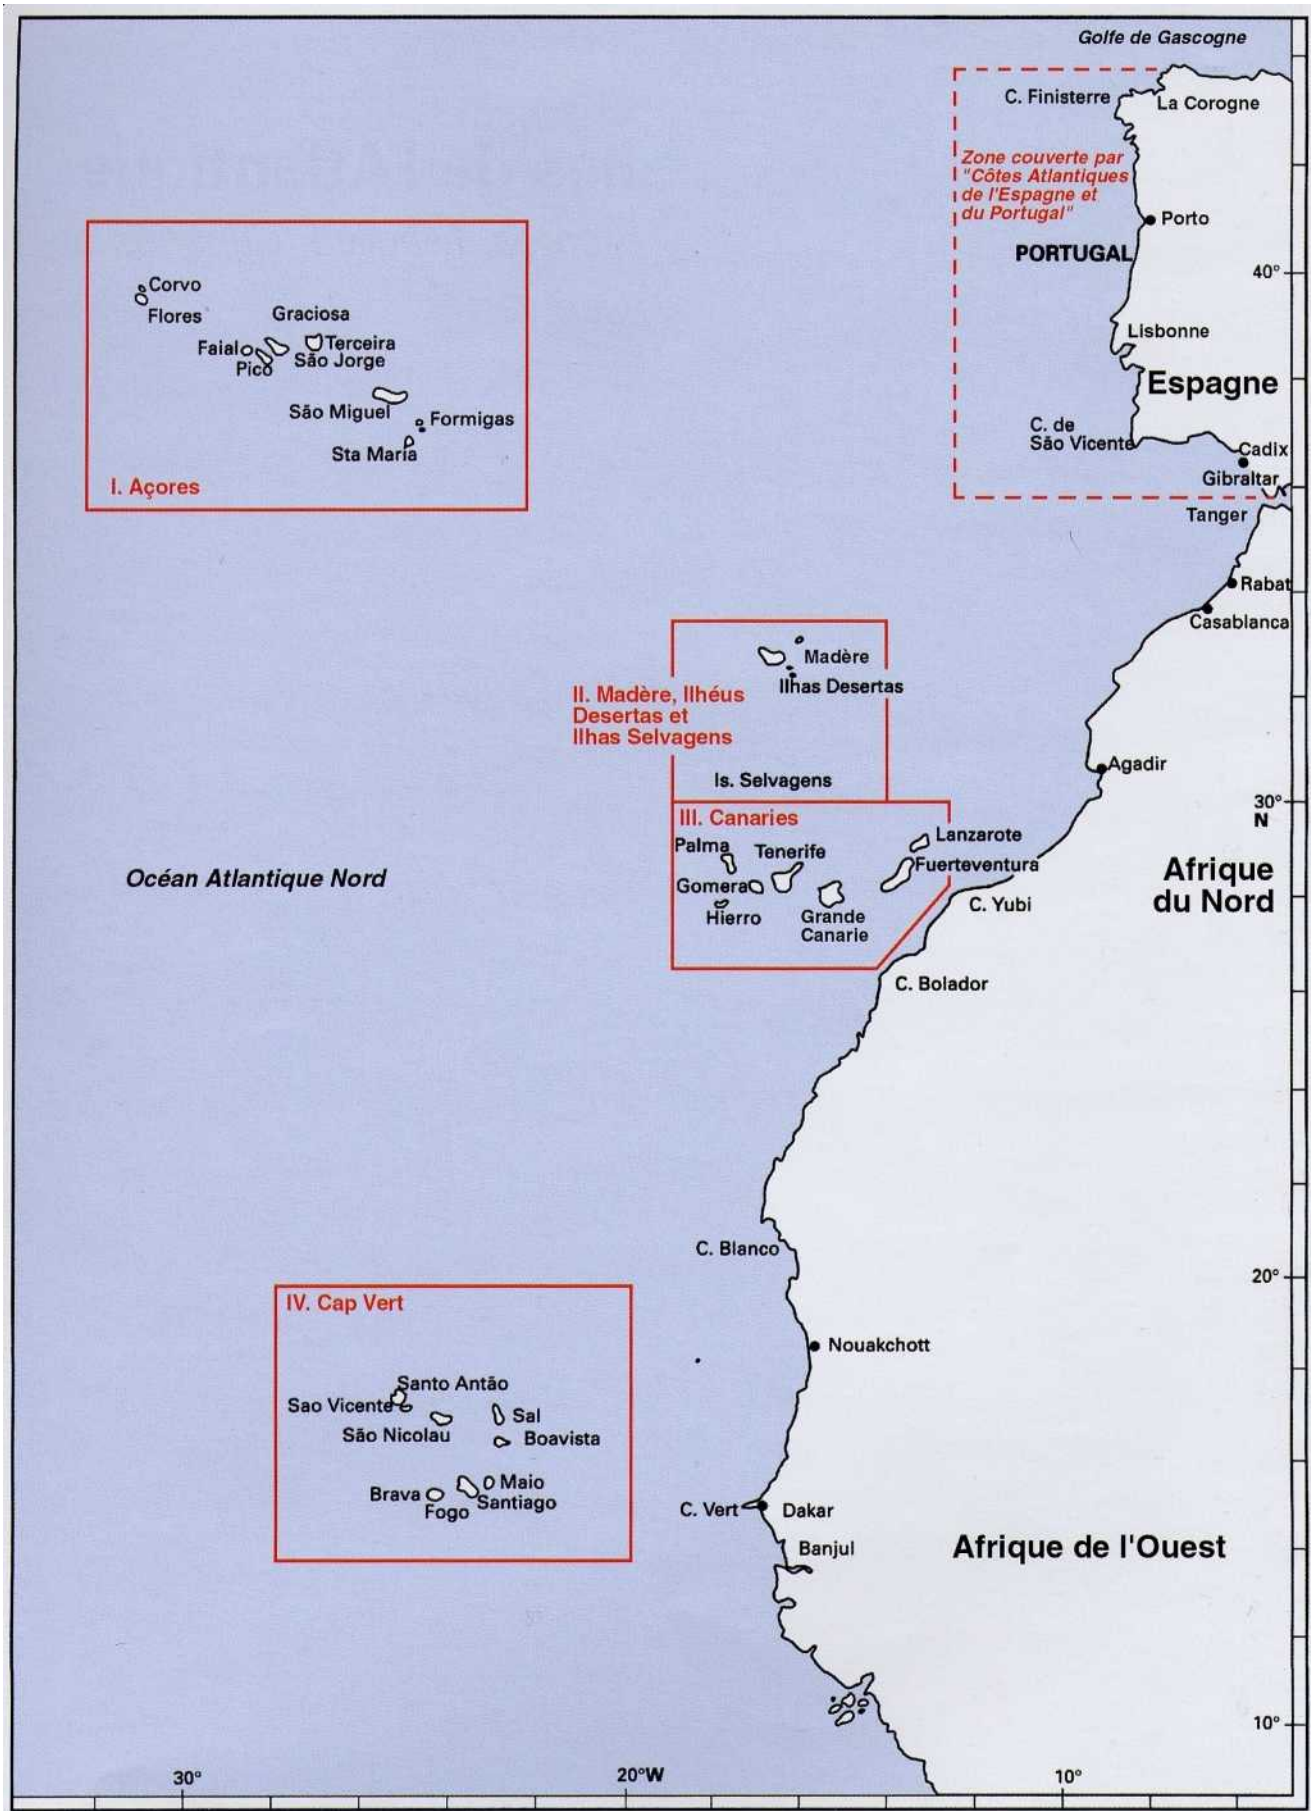 Golfe de Gascogne
C. Finisterre
La Corogne
Zone couverte par
"Côtes Atlantiques
de l'Espagne et
du Portugal"
Porto
PORTUGAL
40°
Lisbonne
Espagne
C. de
São Vicente
Cadix
Gibraltar
Tanger
Rabat
Casablanca
Corvo
Flores
Graciosa
Faial
Terceira
Pico
São Jorge
São Miguel
Formigas
Sta Maria
I. Açores
Madère
Ilhas Desertas
II. Madère, Ilhéus
Desertas et
Ilhas Selvagens
Is. Selvagens
Agadir
30°
N
III. Canaries
Lanzarote
Palma
Tenerife
Fuerteventura
Gomera
Hierro
Grande
Canarie
C. Yubi
Afrique
du Nord
Océan Atlantique Nord
C. Bolador
C. Blanco
20°
IV. Cap Vert
Nouakchott
Santo Antão
Sao Vicente
Sal
São Nicolau
Boavista
Maio
Brava
Santiago
Fogo
C. Vert
Dakar
Banjul
Afrique de l'Ouest
10°
30°
20°W
10°